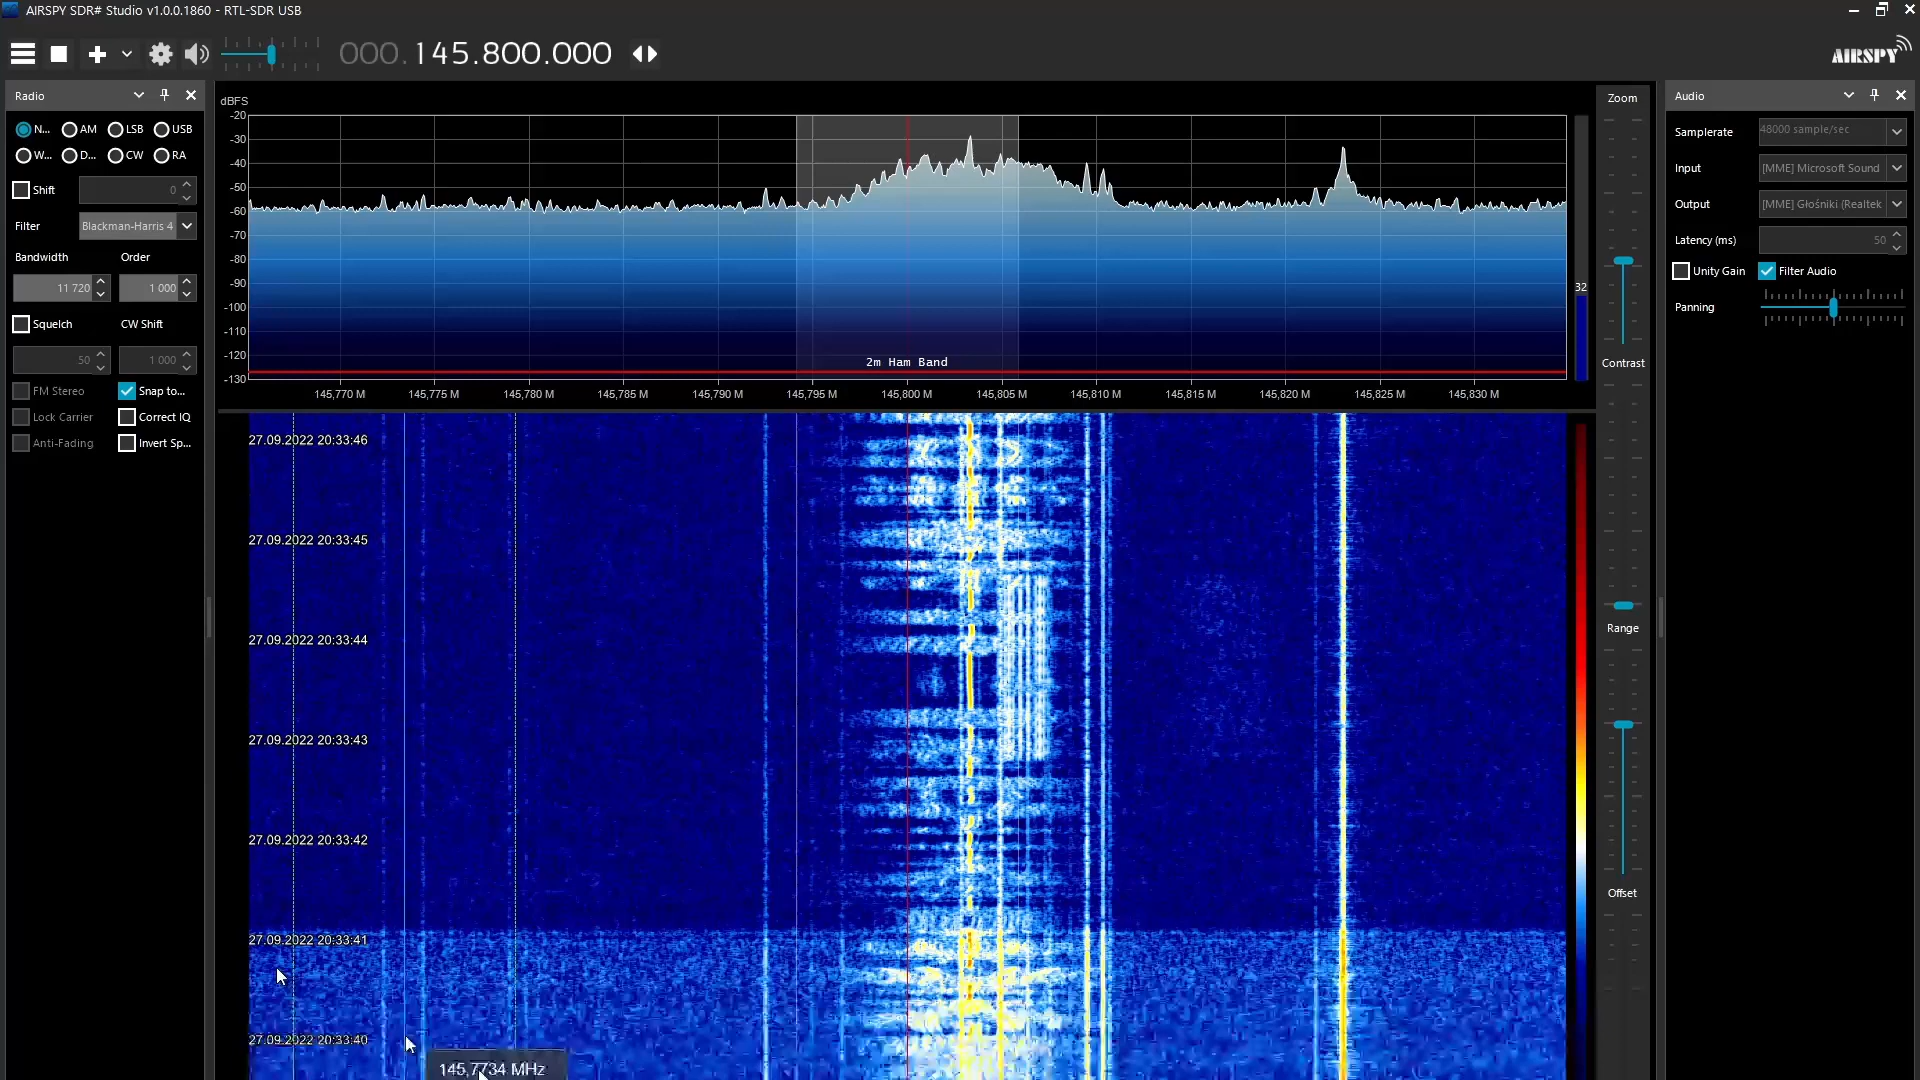 AIRSPY SDR# Studio v1.0.0.1860 - RTL-SDR USB
000.145.800.000
AIRSPY
Radio
N... AM LSB USB
W... D... CW RA
Shift 0
Filter Blackman-Harris 4
Bandwidth Order
11 720 1 000
Squelch CW Shift
50 1 000
FM Stereo Snap to...
Lock Carrier Correct IQ
Anti-Fading Invert Sp...
dBFS
-20
-30
-40
-50
-60
-70
-80
-90
-100
-110
-120
-130
2m Ham Band
145,770 M 145,775 M 145,780 M 145,785 M 145,790 M 145,795 M 145,800 M 145,805 M 145,810 M 145,815 M 145,820 M 145,825 M 145,830 M
32
27.09.2022 20:33:46
27.09.2022 20:33:45
27.09.2022 20:33:44
27.09.2022 20:33:43
27.09.2022 20:33:42
27.09.2022 20:33:41
27.09.2022 20:33:40
145,7734 MHz
Zoom
Contrast
Range
Offset
Audio
Samplerate 48000 sample/sec
Input [MME] Microsoft Sound
Output [MME] Głośniki (Realtek
Latency (ms) 50
Unity Gain Filter Audio
Panning